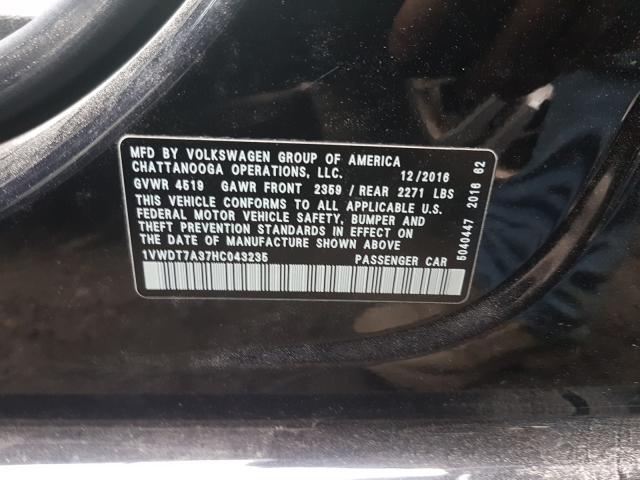 MFD BY VOLKSWAGEN GROUP OF AMERICA
CHATTANOOGA OPERATIONS, LLC. 12/2016
GVWR 4519 GAWR FRONT 2359 / REAR 2271 LBS
THIS VEHICLE CONFORMS TO ALL APPLICABLE U.S.
FEDERAL MOTOR VEHICLE SAFETY, BUMPER AND
THEFT PREVENTION STANDARDS IN EFFECT ON
THE DATE OF MANUFACTURE SHOWN ABOVE
1VWDT7A37HC043235 PASSENGER CAR
5040447 2016 62